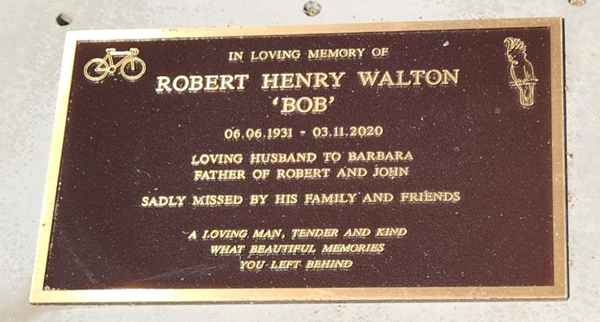 IN LOVING MEMORY OF
ROBERT HENRY WALTON
'BOB'
06.06.1931 - 03.11.2020
LOVING HUSBAND TO BARBARA
FATHER OF ROBERT AND JOHN
SADLY MISSED BY HIS FAMILY AND FRIENDS
A LOVING MAN, TENDER AND KIND
WHAT BEAUTIFUL MEMORIES
YOU LEFT BEHIND